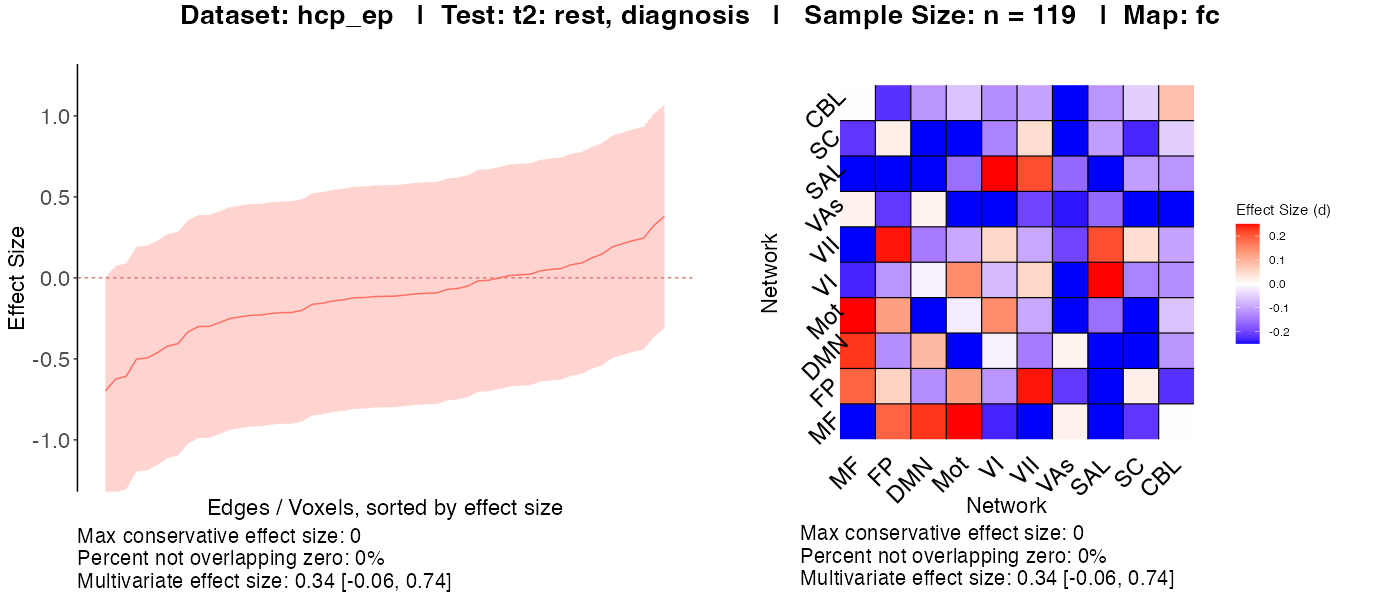 Dataset: hcp_ep | Test: t2: rest, diagnosis | Sample Size: n = 119 | Map: fc
1.0
0.5
0.0
-0.5
-1.0
Effect Size
Edges / Voxels, sorted by effect size
Max conservative effect size: 0
Percent not overlapping zero: 0%
Multivariate effect size: 0.34 [-0.06, 0.74]
CBL
SC
SAL
VAs
VII
VI
Mot
DMN
FP
MF
Network
MF
FP
DMN
Mot
VI
VII
VAs
SAL
SC
CBL
Network
Effect Size (d)
0.2
0.1
0.0
-0.1
-0.2
Max conservative effect size: 0
Percent not overlapping zero: 0%
Multivariate effect size: 0.34 [-0.06, 0.74]